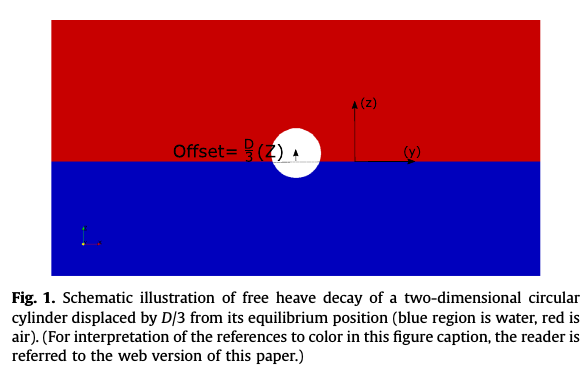 (z)
Offset= D/3 (Z)
(y)
Fig. 1. Schematic illustration of free heave decay of a two-dimensional circular
cylinder displaced by D/3 from its equilibrium position (blue region is water, red is
air). (For interpretation of the references to color in this figure caption, the reader is
referred to the web version of this paper.)